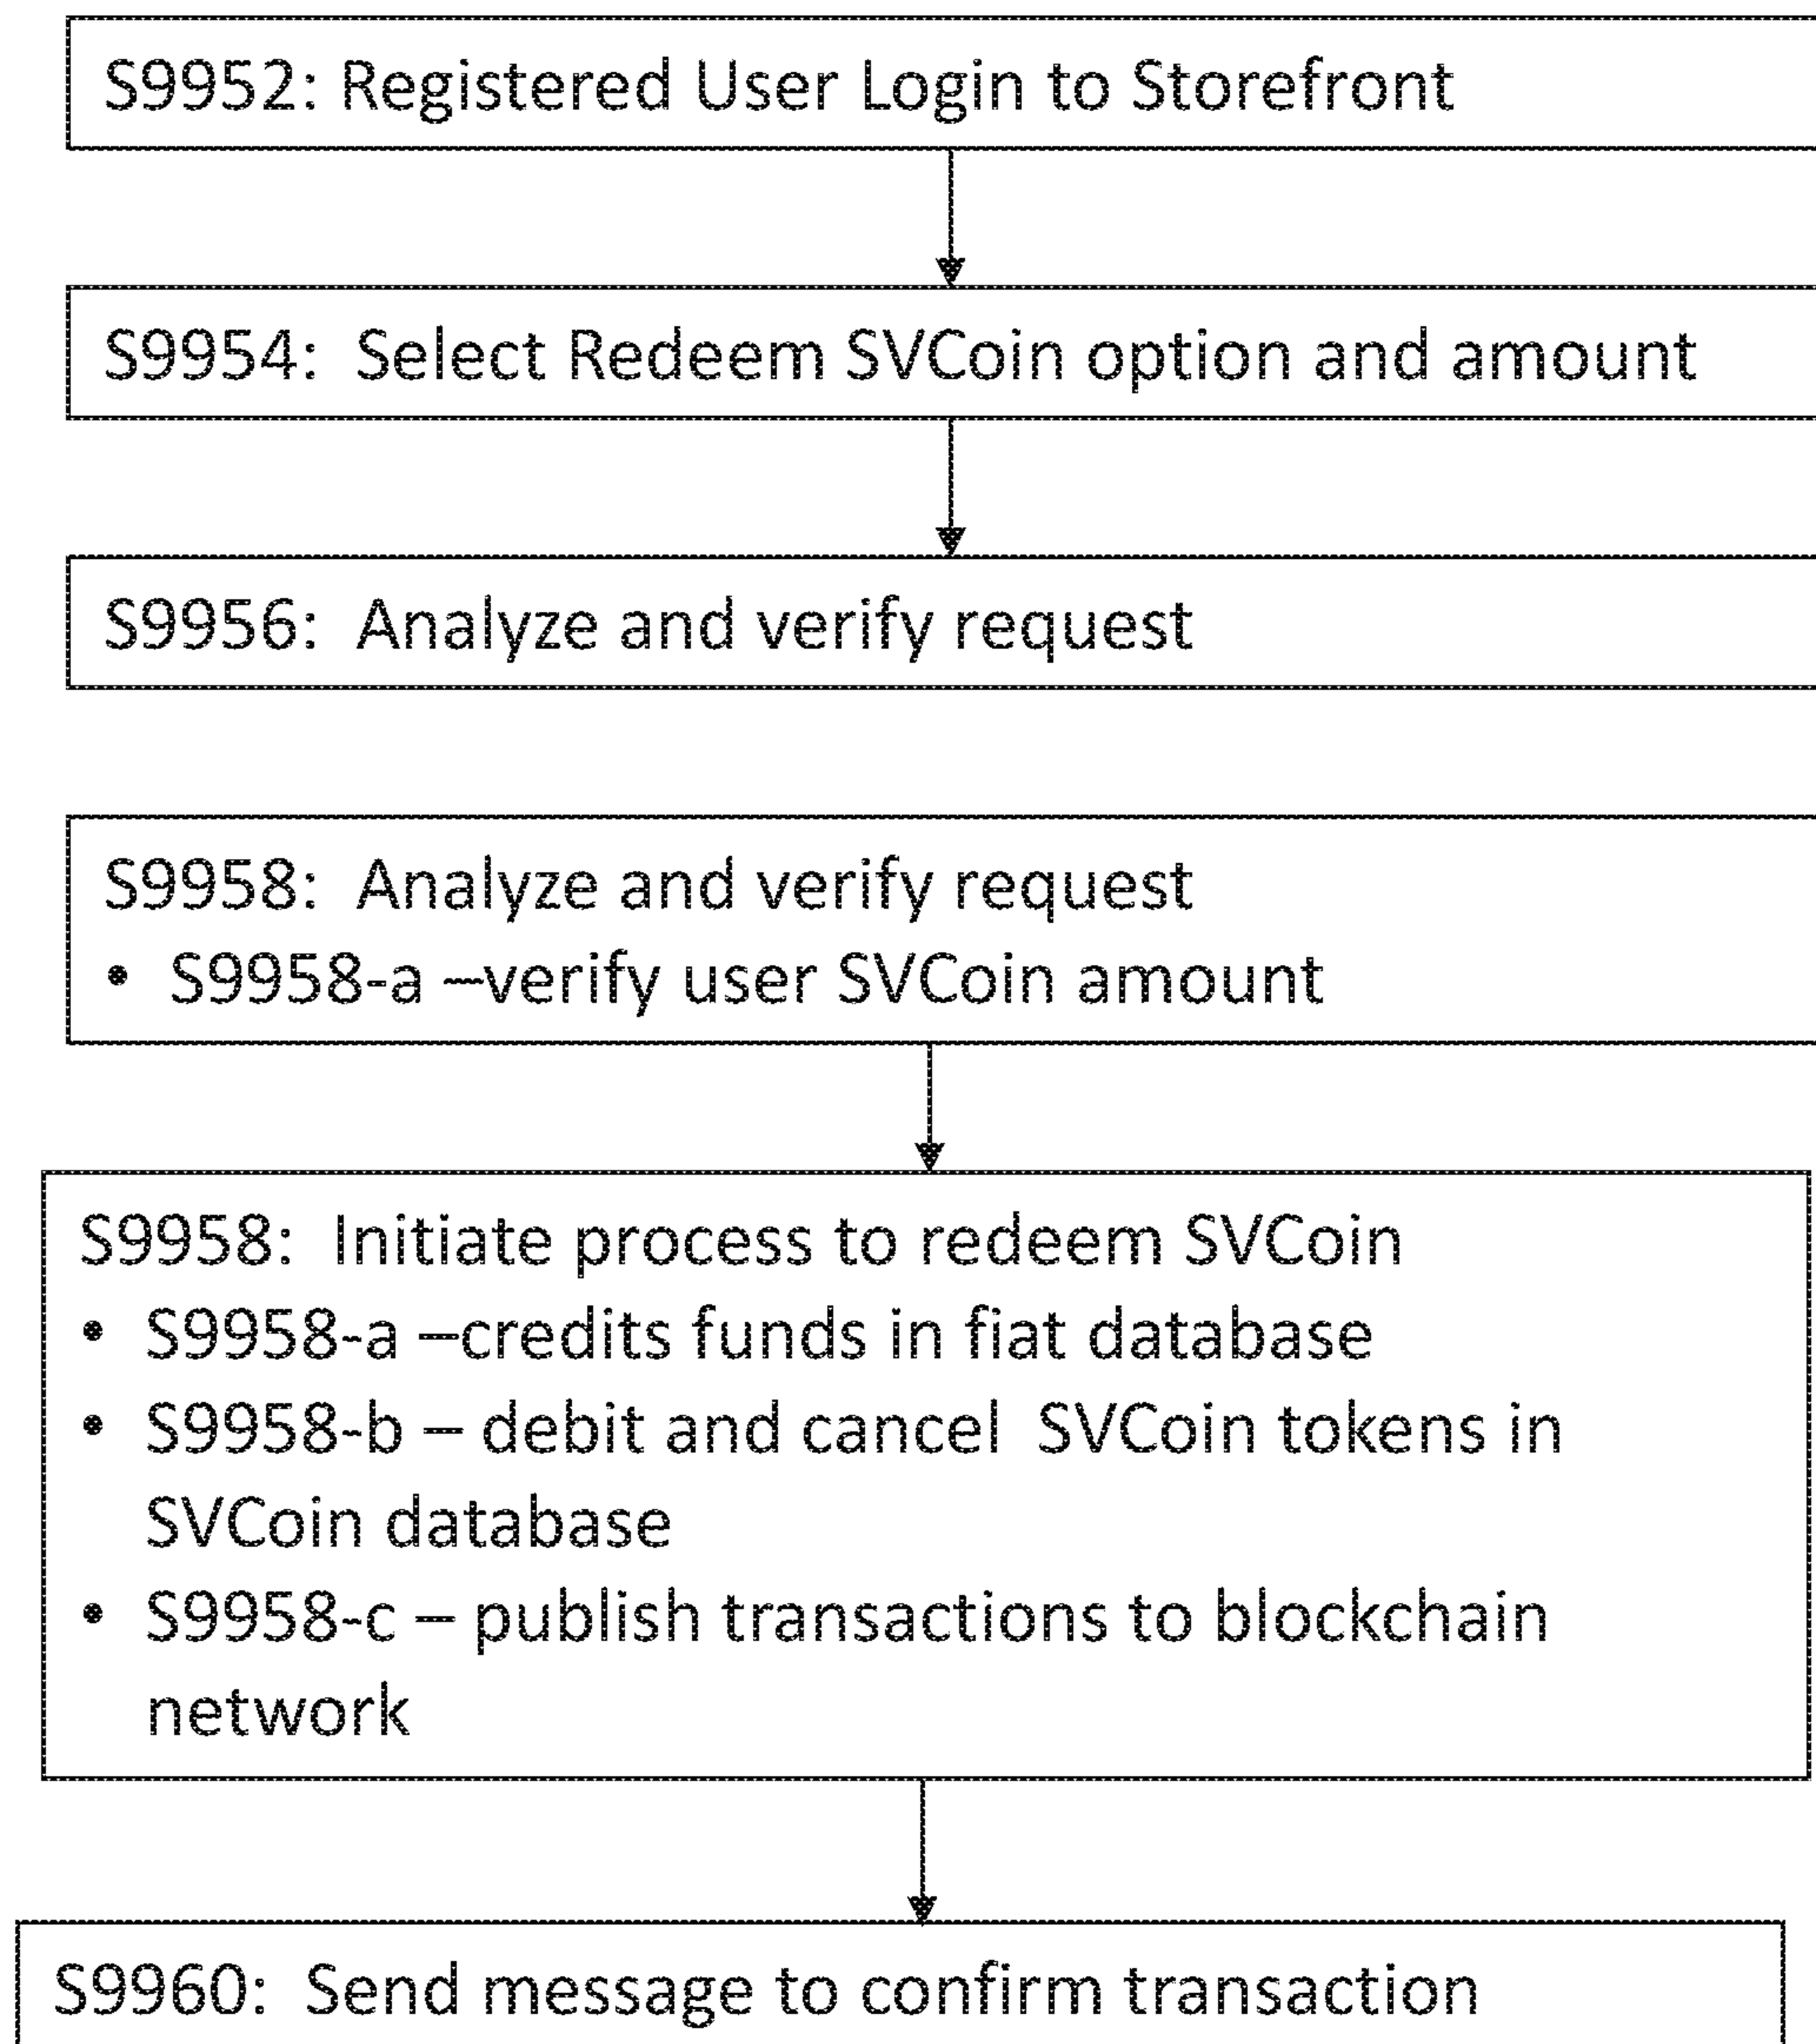 S9952: Registered User Login to Storefront
S9954:  Select Redeem SVCoin option and amount
S9956:  Analyze and verify request
S9958:  Analyze and verify request
• S9958-a –verify user SVCoin amount
S9958:  Initiate process to redeem SVCoin
• S9958-a –credits funds in fiat database
• S9958-b – debit and cancel  SVCoin tokens in
SVCoin database
• S9958-c – publish transactions to blockchain
network
S9960:  Send message to confirm transaction